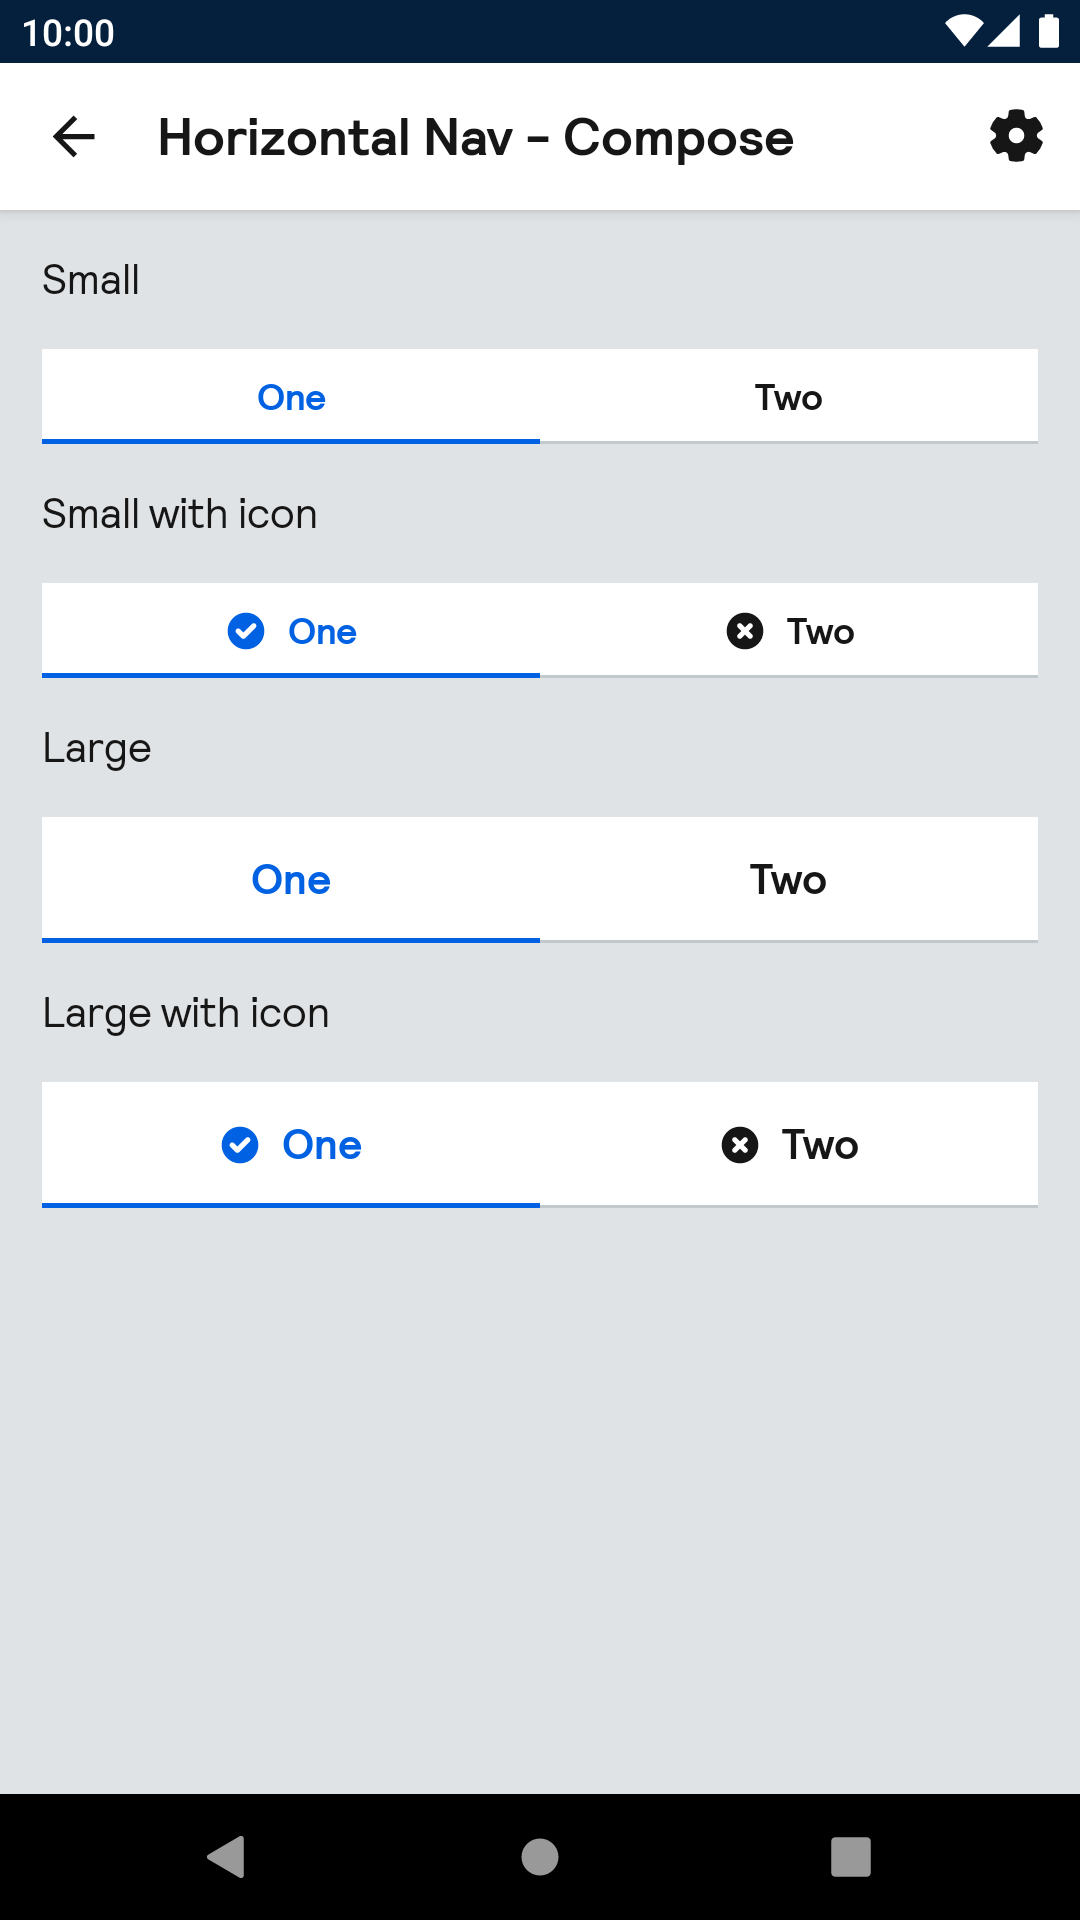 10:00
Horizontal Nav - Compose
Small
One Two
Small with icon
One Two
Large
One Two
Large with icon
One Two